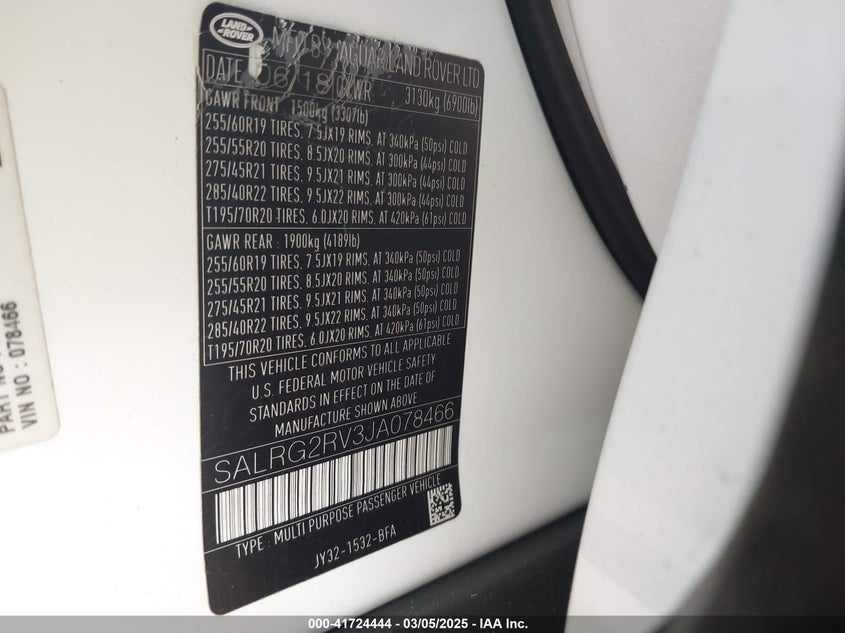 LAND
ROVER
MFD BY JAGUAR LAND ROVER LTD
DATE 06/18 GVWR 3130kg (6900lb)
GAWR FRONT : 1500kg (3307lb)
255/60R19 TIRES, 7.5JX19 RIMS, AT 340kPa (50psi) COLD
255/55R20 TIRES, 8.5JX20 RIMS, AT 300kPa (44psi) COLD
275/45R21 TIRES, 9.5JX21 RIMS, AT 300kPa (44psi) COLD
285/40R22 TIRES, 9.5JX22 RIMS, AT 300kPa (44psi) COLD
T195/70R20 TIRES, 6.0JX20 RIMS, AT 420kPa (61psi) COLD
GAWR REAR : 1900kg (4189lb)
255/60R19 TIRES, 7.5JX19 RIMS, AT 340kPa (50psi) COLD
255/55R20 TIRES, 8.5JX20 RIMS, AT 340kPa (50psi) COLD
275/45R21 TIRES, 9.5JX21 RIMS, AT 340kPa (50psi) COLD
285/40R22 TIRES, 9.5JX22 RIMS, AT 340kPa (50psi) COLD
T195/70R20 TIRES, 6.0JX20 RIMS, AT 420kPa (61psi) COLD
THIS VEHICLE CONFORMS TO ALL APPLICABLE
U.S. FEDERAL MOTOR VEHICLE SAFETY
STANDARDS IN EFFECT ON THE DATE OF
MANUFACTURE SHOWN ABOVE
SALRG2RV3JA078466
TYPE : MULTI PURPOSE PASSENGER VEHICLE
JY32-1532-BFA
PART NO
VIN NO : 078466
000-41724444 / 03/05/2025 - IAA Inc.